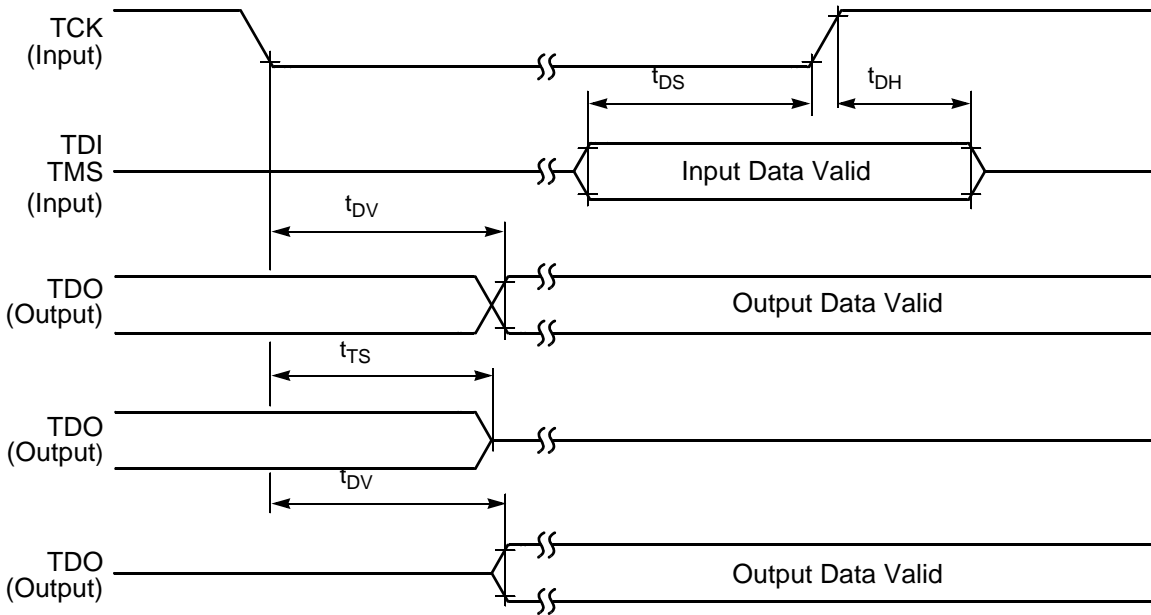 TCK
(Input)
tDS
tDH
TDI
TMS
(Input)
Input Data Valid
tDV
TDO
(Output)
Output Data Valid
tTS
TDO
(Output)
tDV
TDO
(Output)
Output Data Valid